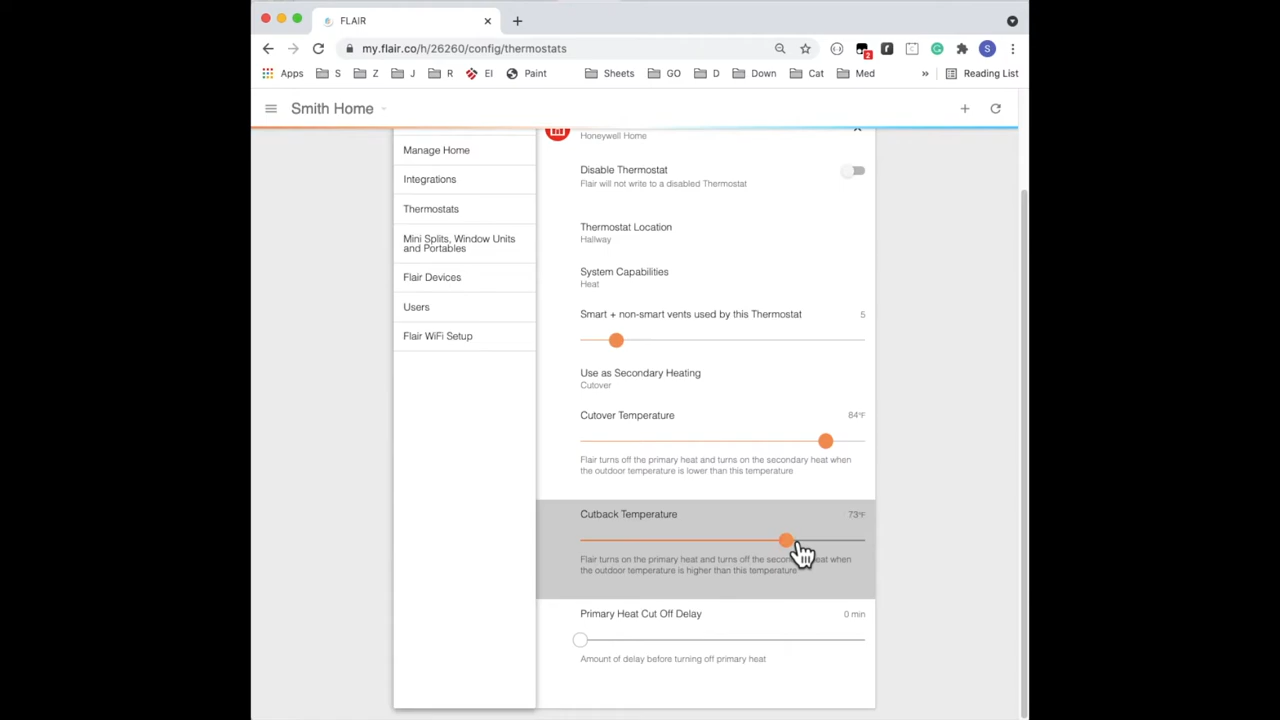 FLAIR
my.flair.co/h/26260/config/thermostats
2
S
Apps S Z J R EI Paint Sheets GO D Down Cat Med » Reading List
Smith Home
Honeywell Home
Manage Home
Integrations
Thermostats
Mini Splits, Window Units
and Portables
Flair Devices
Users
Flair WiFi Setup
Disable Thermostat
Flair will not write to a disabled Thermostat
Thermostat Location
Hallway
System Capabilities
Heat
Smart + non-smart vents used by this Thermostat 5
Use as Secondary Heating
Cutover
Cutover Temperature 84°F
Flair turns off the primary heat and turns on the secondary heat when
the outdoor temperature is lower than this temperature
Cutback Temperature 73°F
Flair turns on the primary heat and turns off the secon heat when
the outdoor temperature is higher than this temperature
Primary Heat Cut Off Delay 0 min
Amount of delay before turning off primary heat